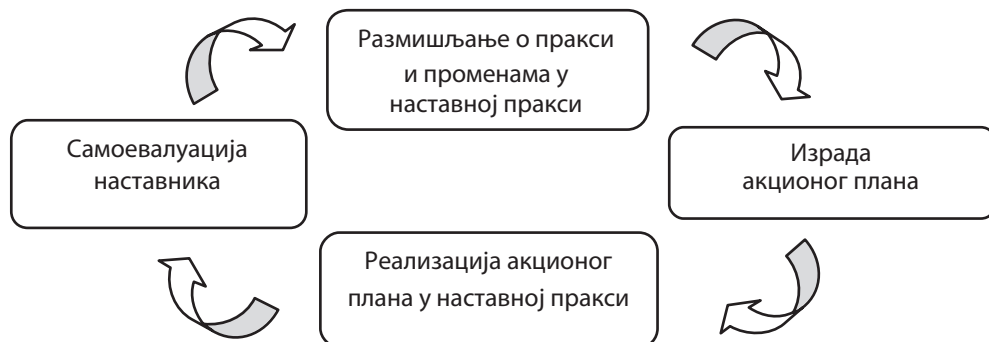 Размишљање о пракси
и променама у
наставној пракси
Самоевалуација
наставника
Израда
акционог плана
Реализација акционог
плана у наставној пракси